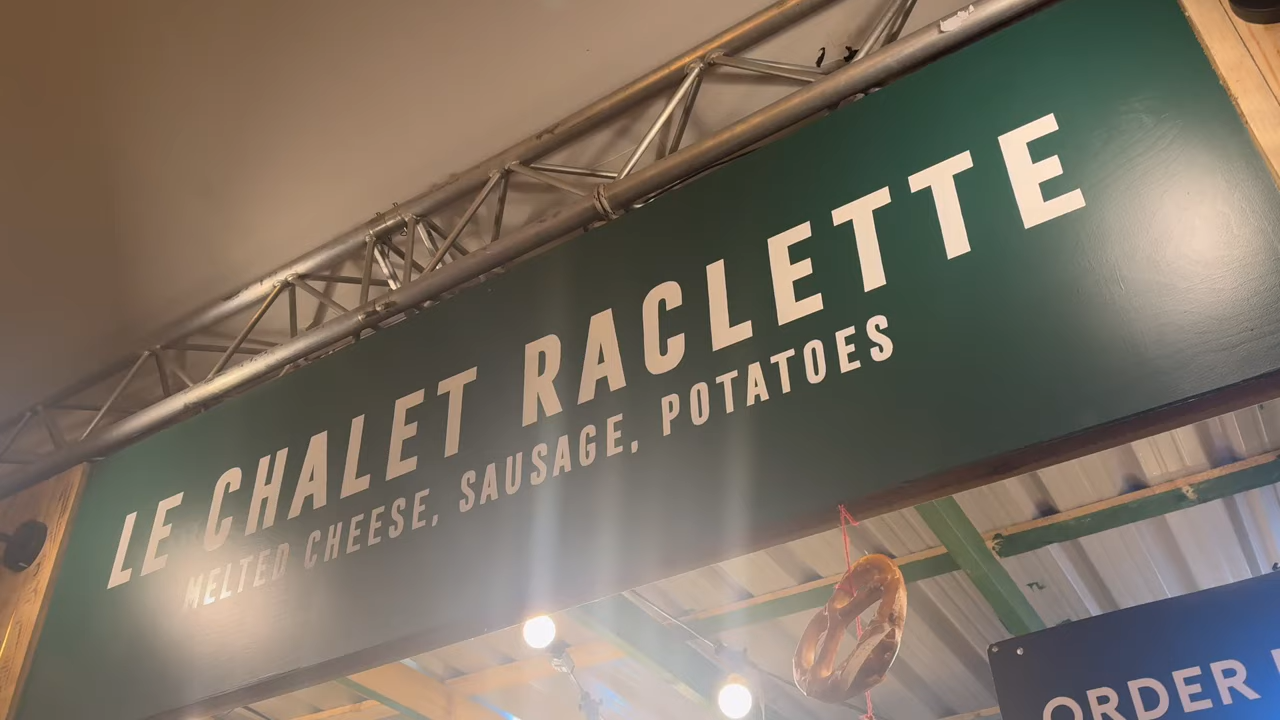 LE CHALET RACLETTE
MELTED CHEESE, SAUSAGE, POTATOES
ORDER